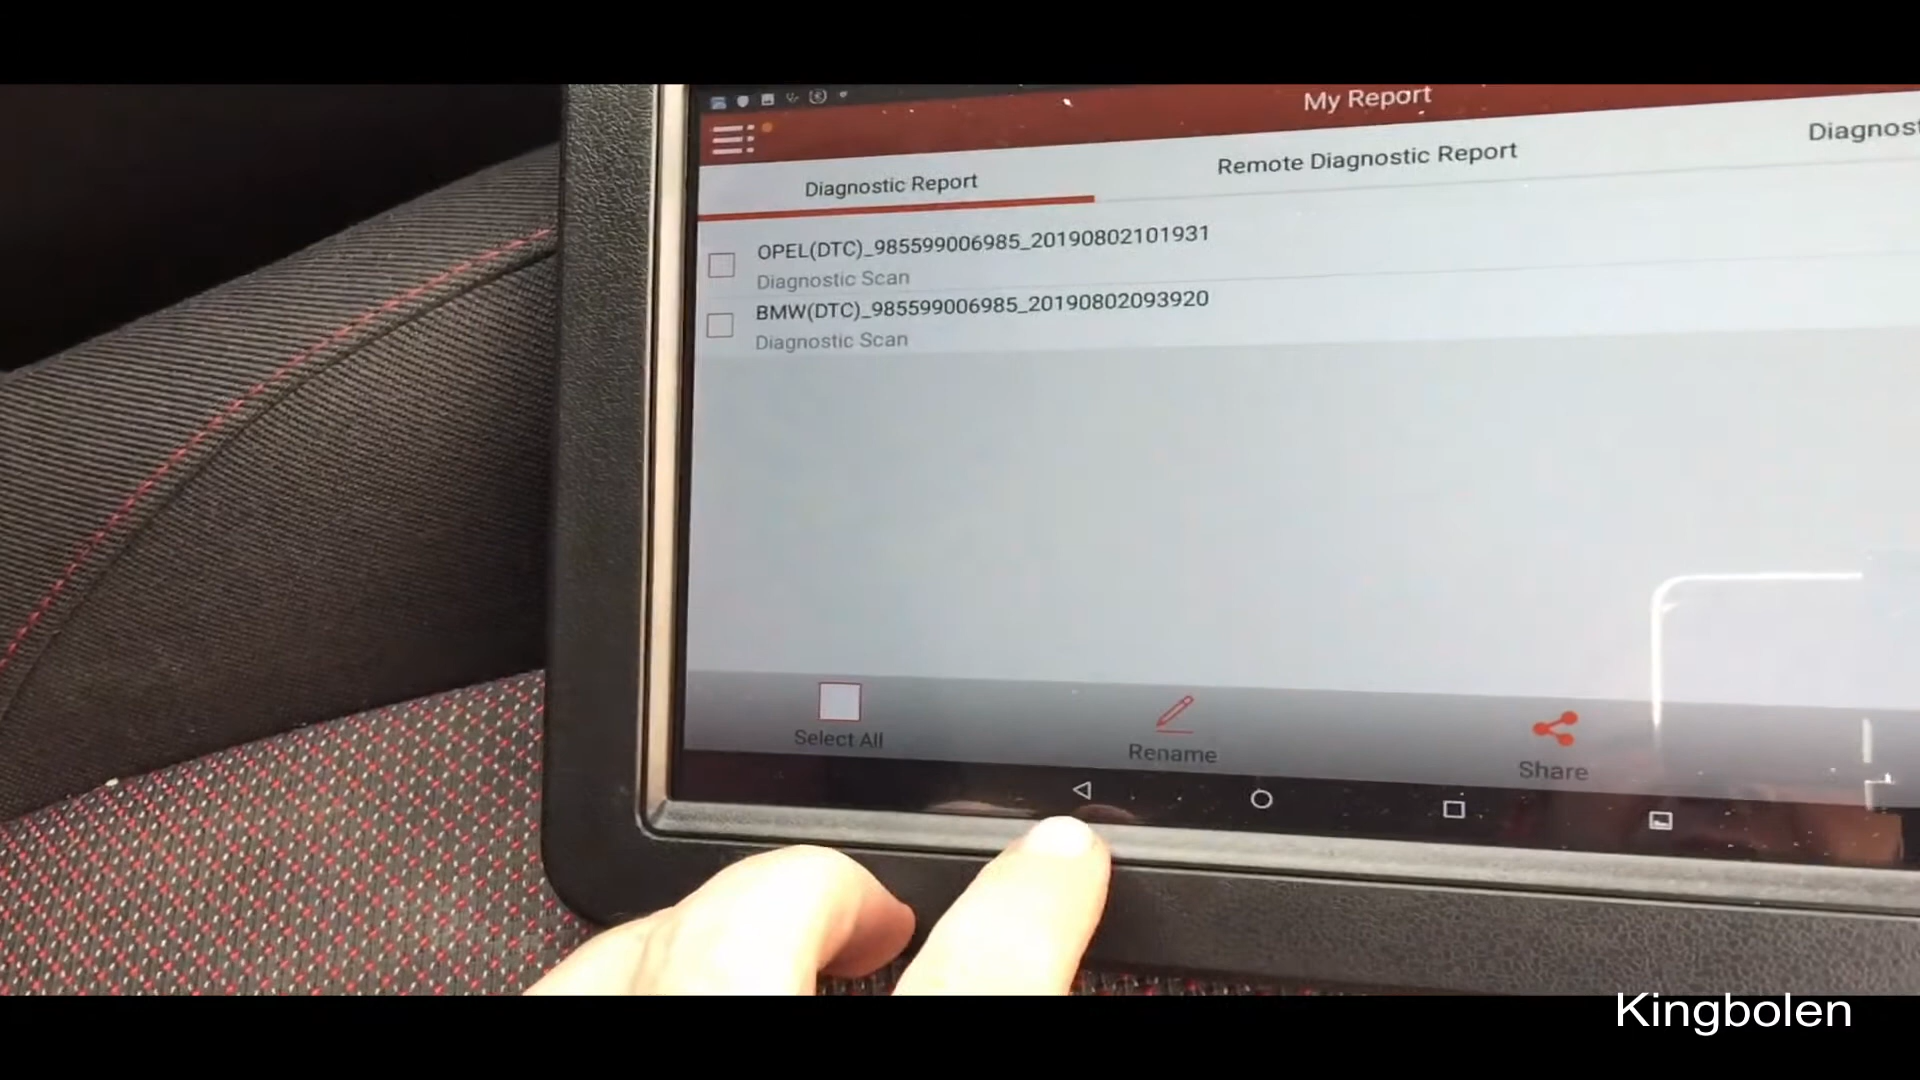 My Report
Diagnostic Report
Remote Diagnostic Report
Diagnost
OPEL(DTC)_985599006985_20190802101931
Diagnostic Scan
BMW(DTC)_985599006985_20190802093920
Diagnostic Scan
Select All
Rename
Share
Kingbolen